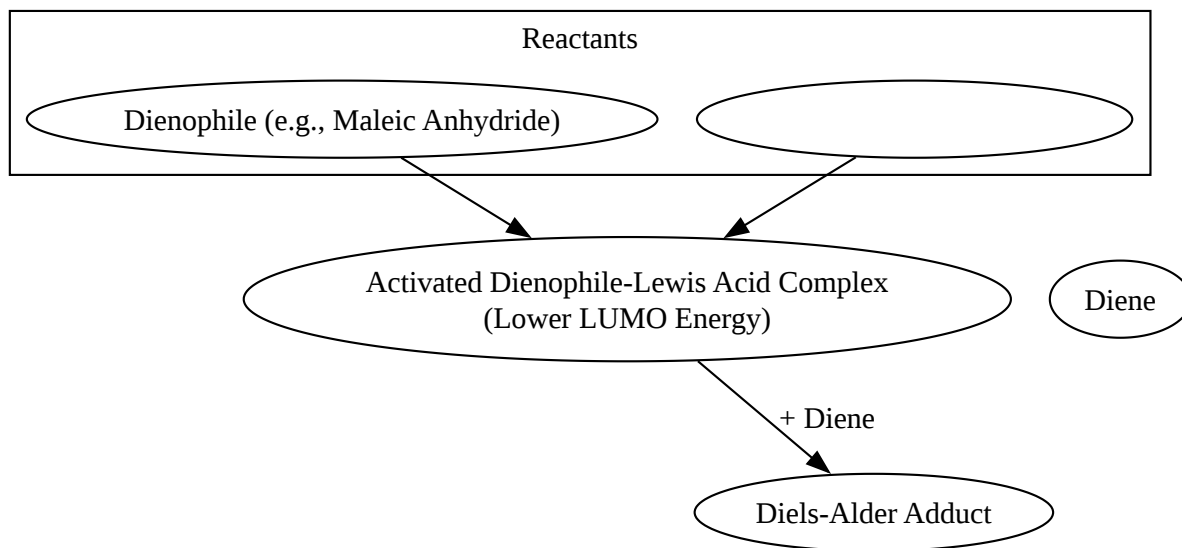 Reactants
Dienophile (e.g., Maleic Anhydride)
Activated Dienophile-Lewis Acid Complex
(Lower LUMO Energy)
Diene
+ Diene
Diels-Alder Adduct